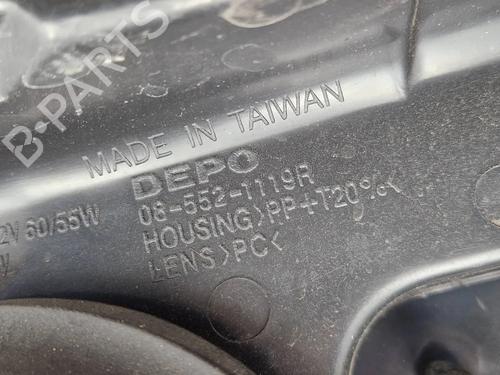 B-PARTS
MADE IN TAIWAN
DEPO
08-552-1119R
2V 60/55W
HOUSING>PP+T20%<
LENS>PC<